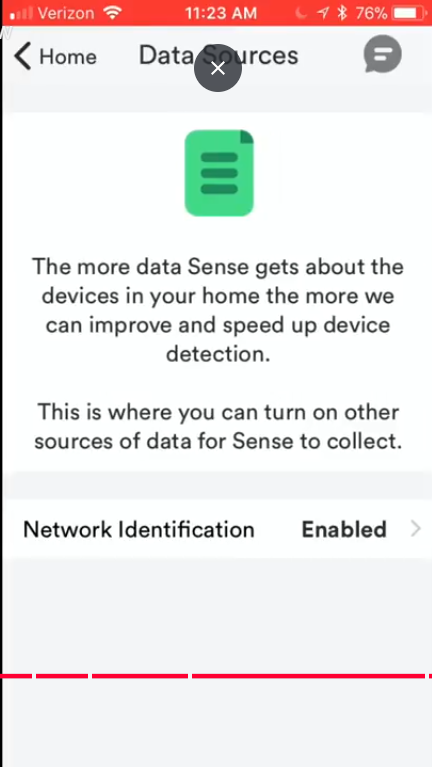 Verizon 11:23 AM 76%
Home Data Sources
The more data Sense gets about the
devices in your home the more we
can improve and speed up device
detection.
This is where you can turn on other
sources of data for Sense to collect.
Network Identification Enabled